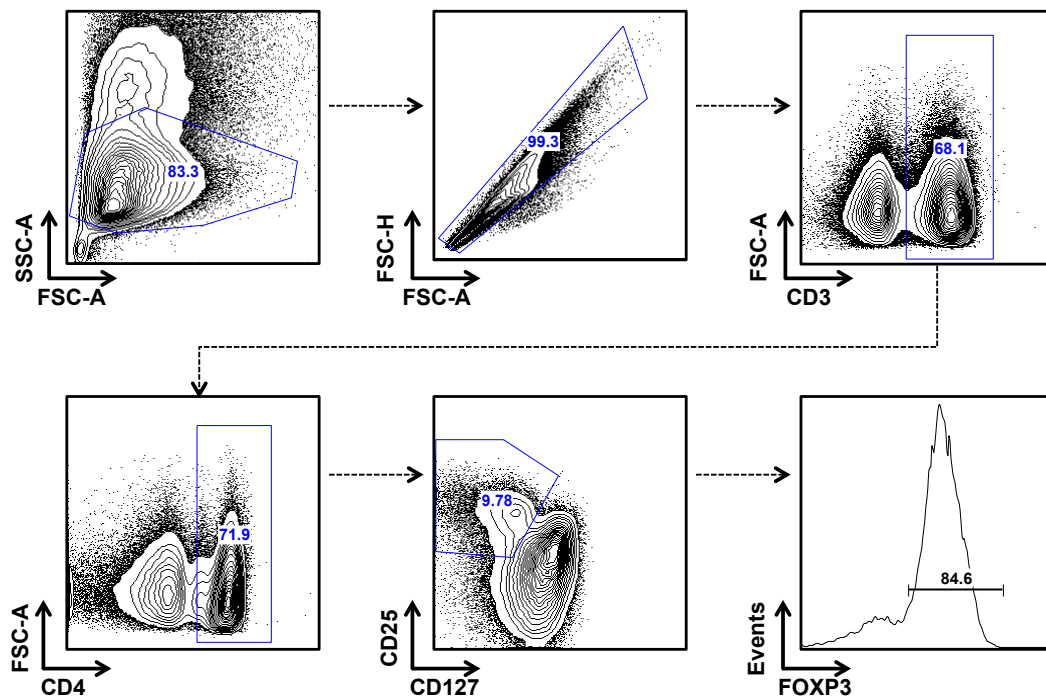 83.3
SSC-A
FSC-A
99.3
FSC-H
FSC-A
68.1
FSC-A
CD3
71.9
FSC-A
CD4
9.78
CD25
CD127
84.6
Events
FOXP3